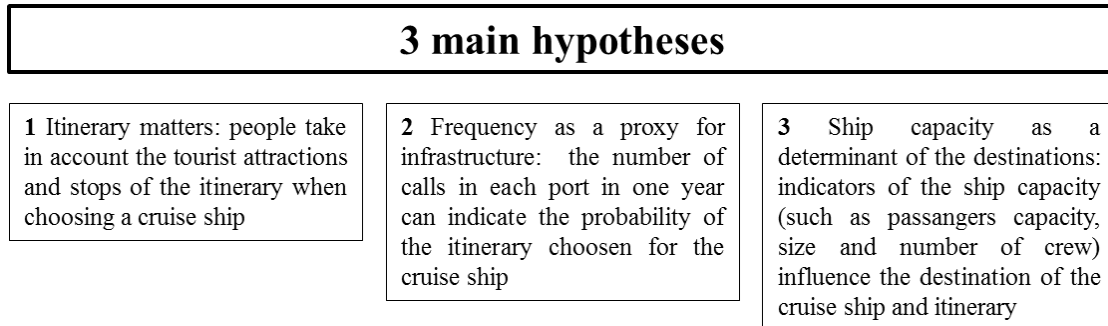 3 main hypotheses
1 Itinerary matters: people take
in account the tourist attractions
and stops of the itinerary when
choosing a cruise ship
2 Frequency as a proxy for
infrastructure: the number of
calls in each port in one year
can indicate the probability of
the itinerary choosen for the
cruise ship
3 Ship capacity as a
determinant of the destinations:
indicators of the ship capacity
(such as passangers capacity,
size and number of crew)
influence the destination of the
cruise ship and itinerary